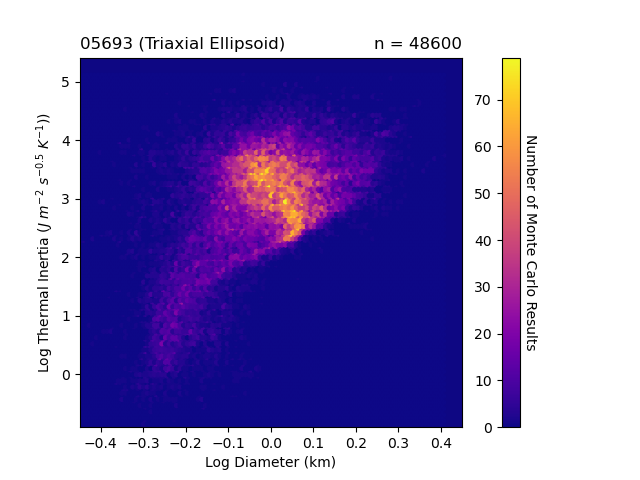 05693 (Triaxial Ellipsoid) n = 48600
5
4
3
2
1
0
Log Thermal Inertia (J m⁻² s⁻⁰·⁵ K⁻¹))
−0.4 −0.3 −0.2 −0.1 0.0 0.1 0.2 0.3 0.4
Log Diameter (km)
70
60
50
40
30
20
10
0
Number of Monte Carlo Results